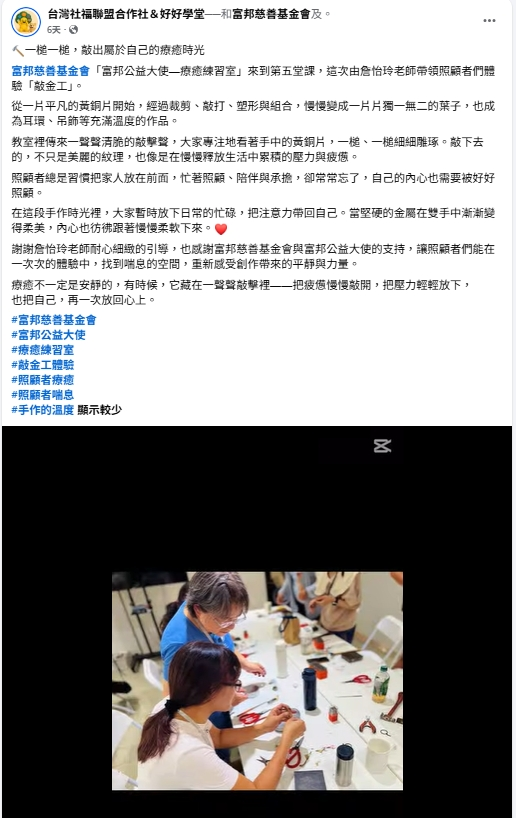 台灣社福聯盟合作社＆好好學堂──和富邦慈善基金會及。
6天 ·
🔨一槌一槌，敲出屬於自己的療癒時光
富邦慈善基金會「富邦公益大使—療癒練習室」來到第五堂課，這次由詹怡玲老師帶領照顧者們體
驗「敲金工」。
從一片平凡的黃銅片開始，經過裁剪、敲打、塑形與組合，慢慢變成一片片獨一無二的葉子，也成
為耳環、吊飾等充滿溫度的作品。
教室裡傳來一聲聲清脆的敲擊聲，大家專注地看著手中的黃銅片，一槌、一槌細細雕琢。敲下去
的，不只是美麗的紋理，也像是在慢慢釋放生活中累積的壓力與疲憊。
照顧者總是習慣把家人放在前面，忙著照顧、陪伴與承擔，卻常常忘了，自己的內心也需要被好好
照顧。
在這段手作時光裡，大家暫時放下日常的忙碌，把注意力帶回自己。當堅硬的金屬在雙手中漸漸變
得柔美，內心也彷彿跟著慢慢柔軟下來。❤️
謝謝詹怡玲老師耐心細緻的引導，也感謝富邦慈善基金會與富邦公益大使的支持，讓照顧者們能在
一次次的體驗中，找到喘息的空間，重新感受創作帶來的平靜與力量。
療癒不一定是安靜的，有時候，它藏在一聲聲敲擊裡——把疲憊慢慢敲開，把壓力輕輕放下，
也把自己，再一次放回心上。
#富邦慈善基金會
#富邦公益大使
#療癒練習室
#敲金工體驗
#照顧者療癒
#照顧者喘息
#手作的溫度 顯示較少